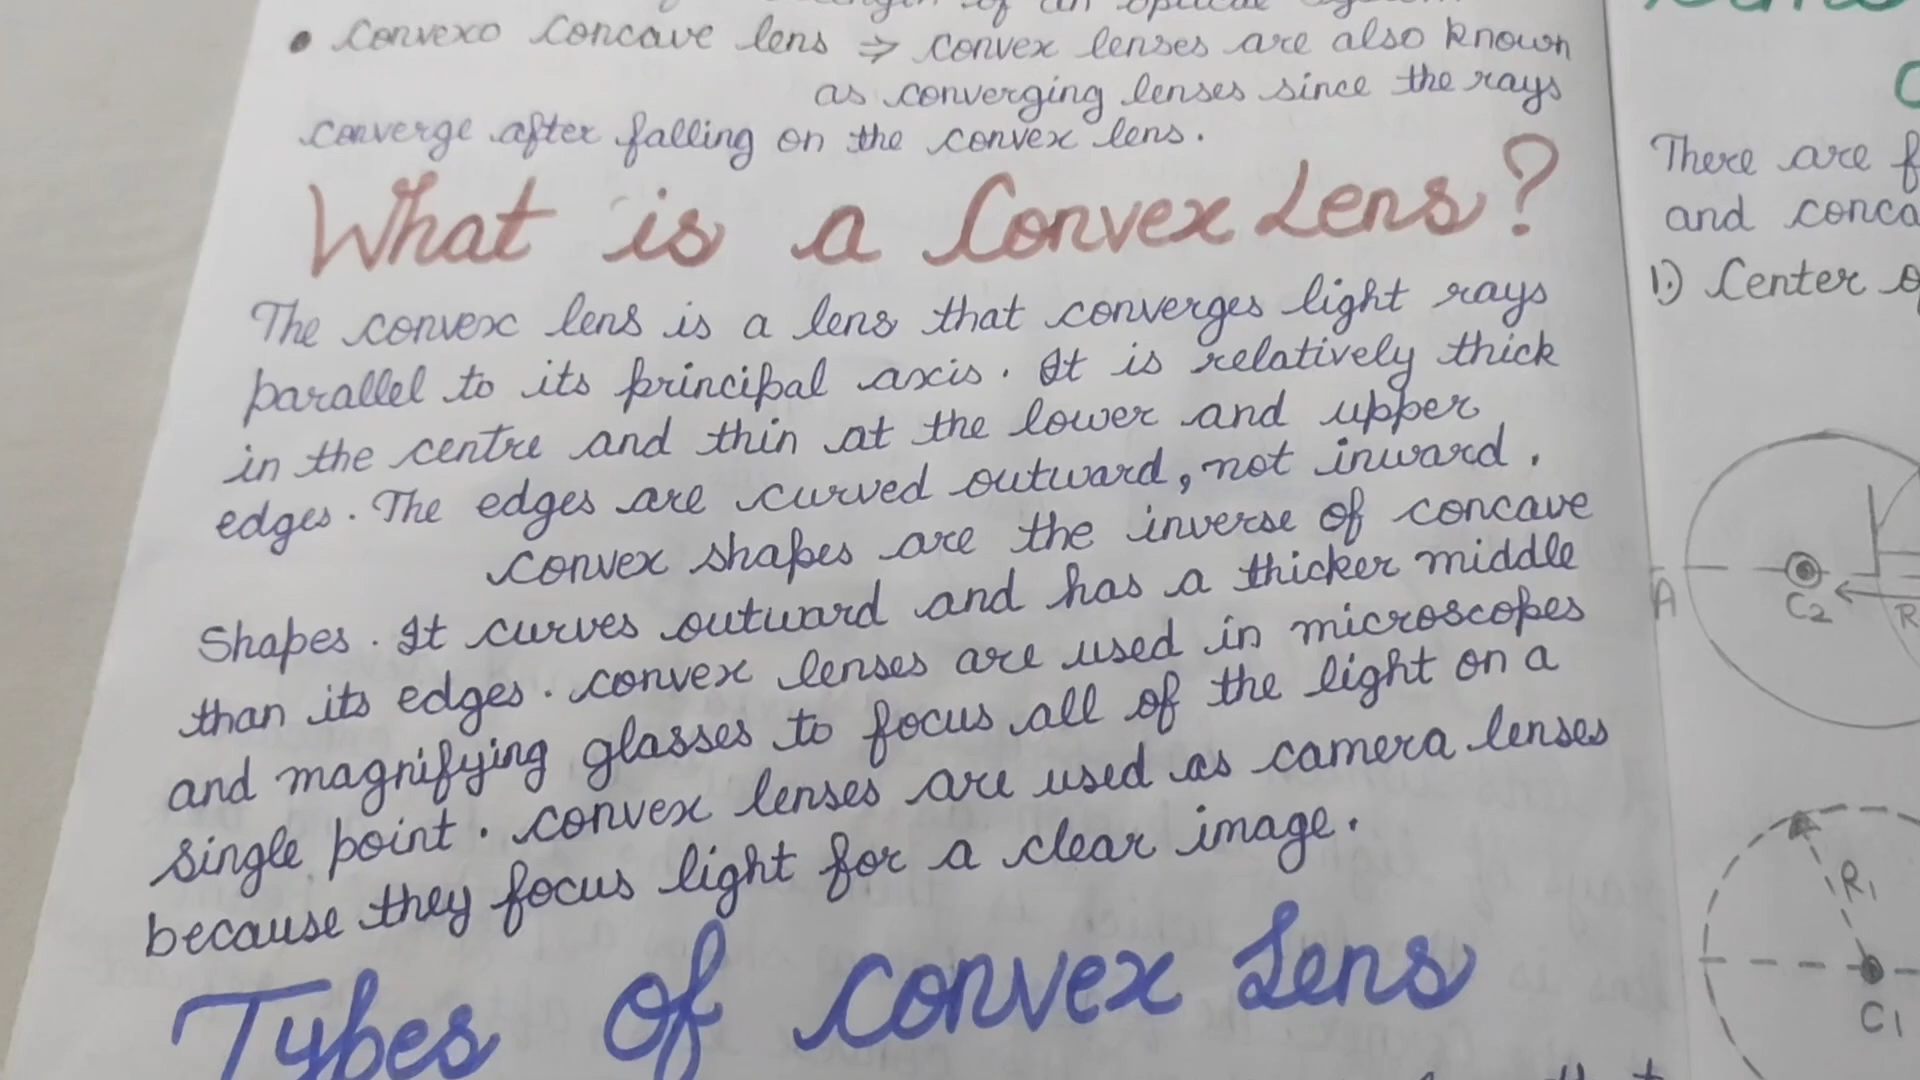 of an optical
• Convexo Concave lens ⇒ convex lenses are also known
as converging lenses since the rays
converge after falling on the convex lens.
What is a Convex Lens?
The convex lens is a lens that converges light rays
parallel to its principal axis. It is relatively thick
in the centre and thin at the lower and upper
edges. The edges are curved outward, not inward.
convex shapes are the inverse of concave
Shapes. It curves outward and has a thicker middle
than its edges. convex lenses are used in microscopes
and magnifying glasses to focus all of the light on a
single point. convex lenses are used as camera lenses
because they focus light for a clear image.
Types of convex Lens
There are
and
1.) Center
A
C2
R
R1
C1